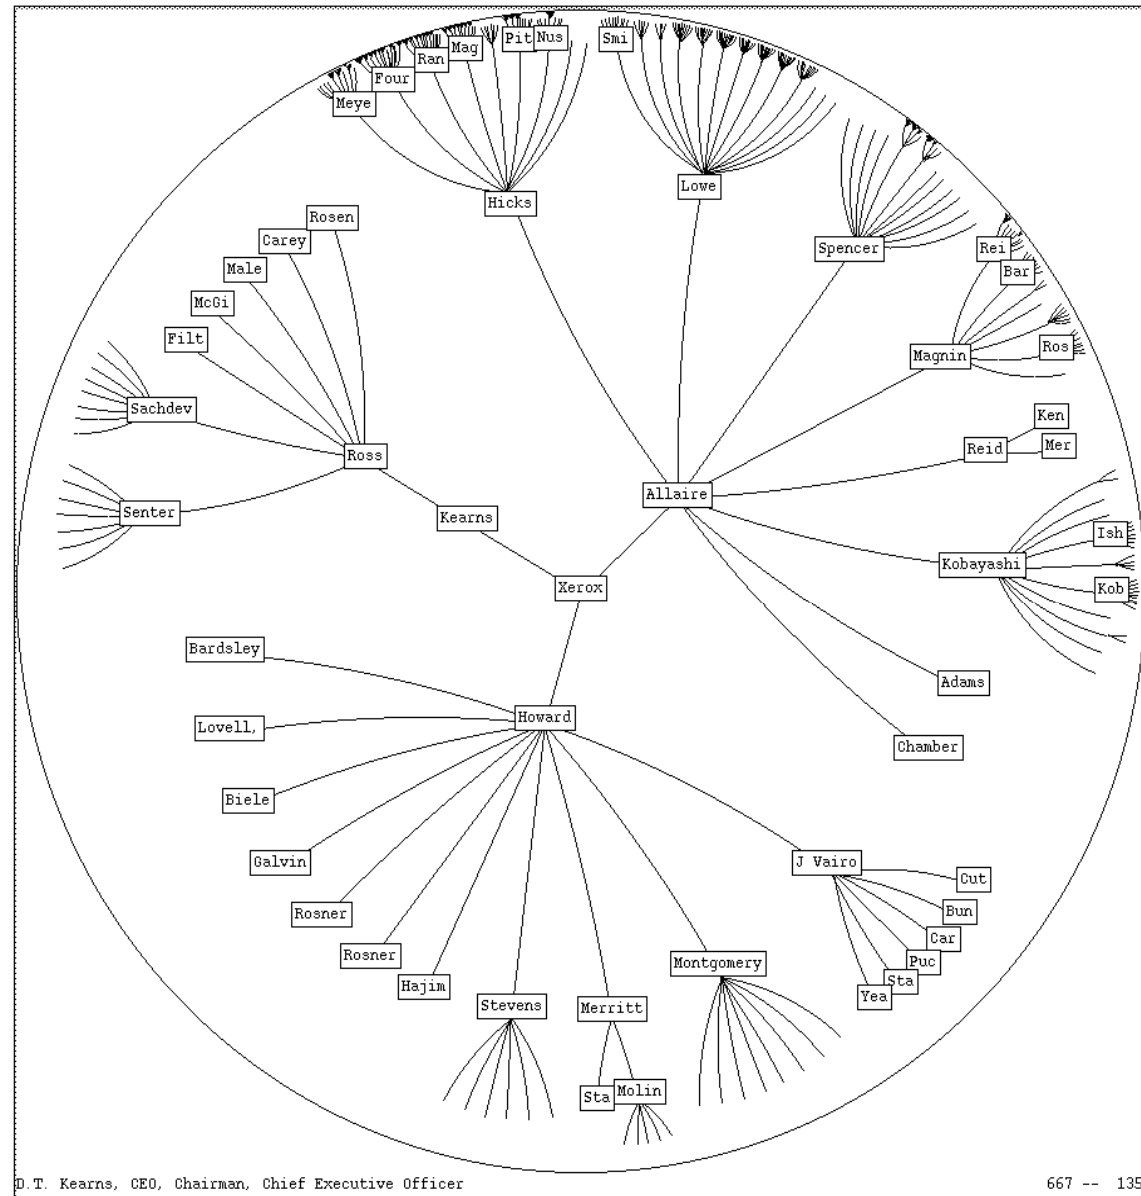 Pit
Nus
Smi
Mag
Ran
Four
Meye
Lowe
Hicks
Rosen
Carey
Spencer
Rei
Male
Bar
McGi
Filt
Ros
Magnin
Sachdev
Ken
Mer
Reid
Ross
Allaire
Senter
Kearns
Ish
Kobayashi
Xerox
Kob
Bardsley
Adams
Howard
Lovell,
Chamber
Biele
Galvin
J Vairo
Cut
Rosner
Bun
Car
Rosner
Puc
Montgomery
Sta
Hajim
Yea
Stevens
Merritt
Sta
Molin
D.T. Kearns, CEO, Chairman, Chief Executive Officer
667 -- 135